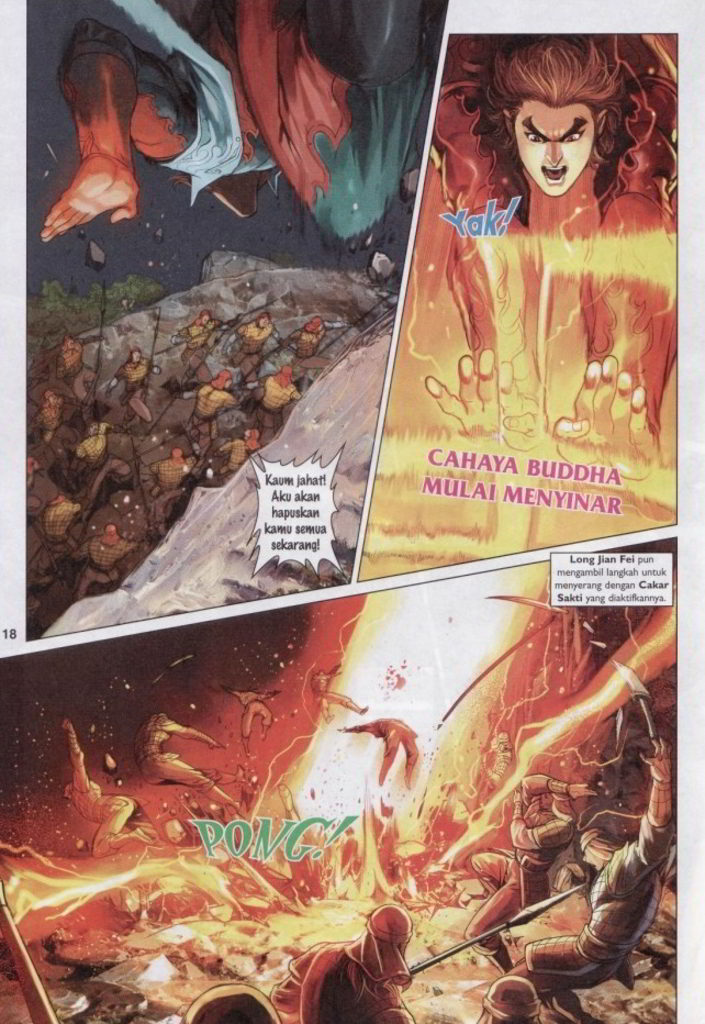 Kaum jahat!
Aku akan
hapuskan
kamu semua
sekarang!
Yak!
CAHAYA BUDDHA
MULAI MENYINAR
Long Jian Fei pun
mengambil langkah untuk
menyerang dengan Cakar
Sakti yang diaktifkannya.
18
PONG!